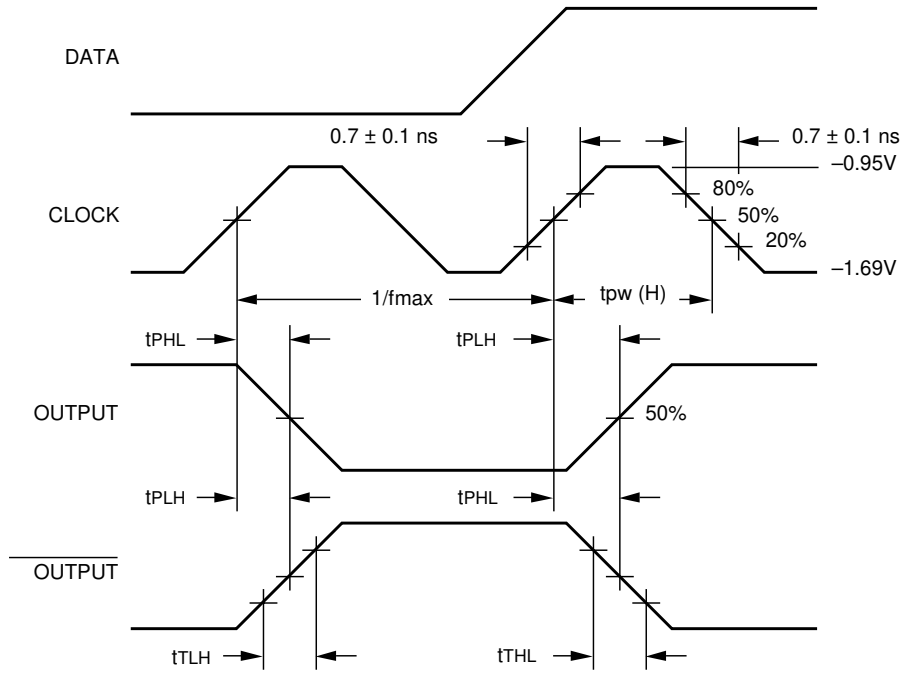 DATA
0.7 ± 0.1 ns
0.7 ± 0.1 ns
–0.95V
80%
CLOCK
50%
20%
–1.69V
1/fmax
tpw (H)
tPHL
tPLH
OUTPUT
50%
tPLH
tPHL
OUTPUT
tTLH
tTHL